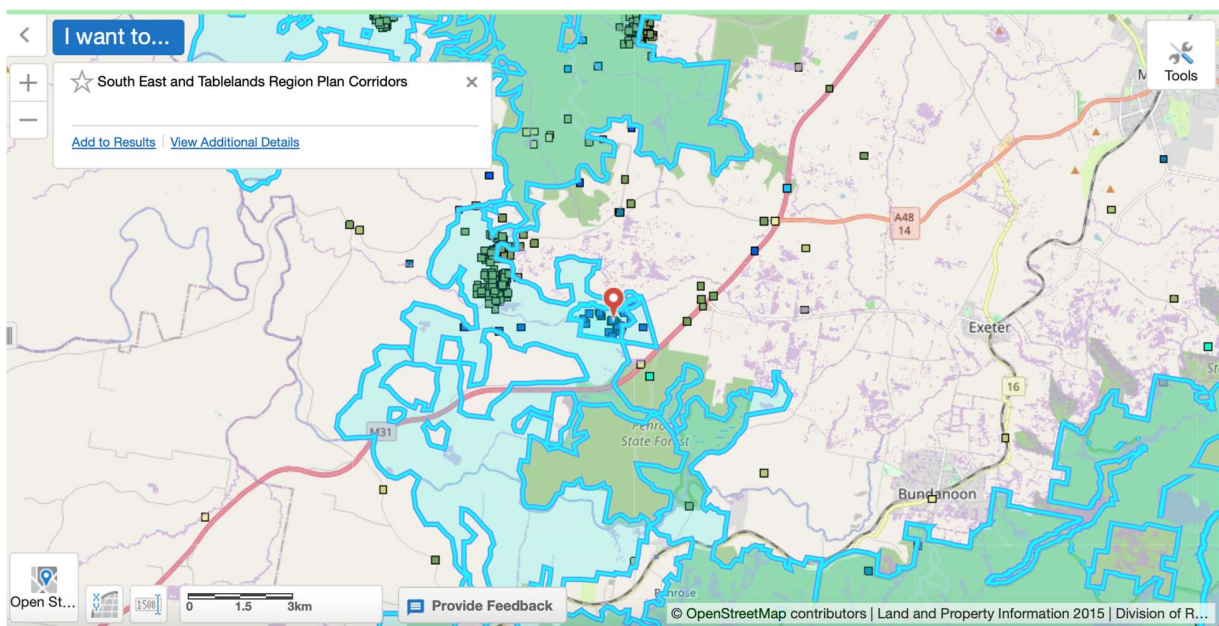 I want to...
South East and Tablelands Region Plan Corridors
Add to Results
View Additional Details
Tools
A48
14
Exeter
16
M31
State Forest
Bundanoon
Penrose
Open St...
1:500
0 1.5 3km
Provide Feedback
© OpenStreetMap contributors | Land and Property Information 2015 | Division of R...